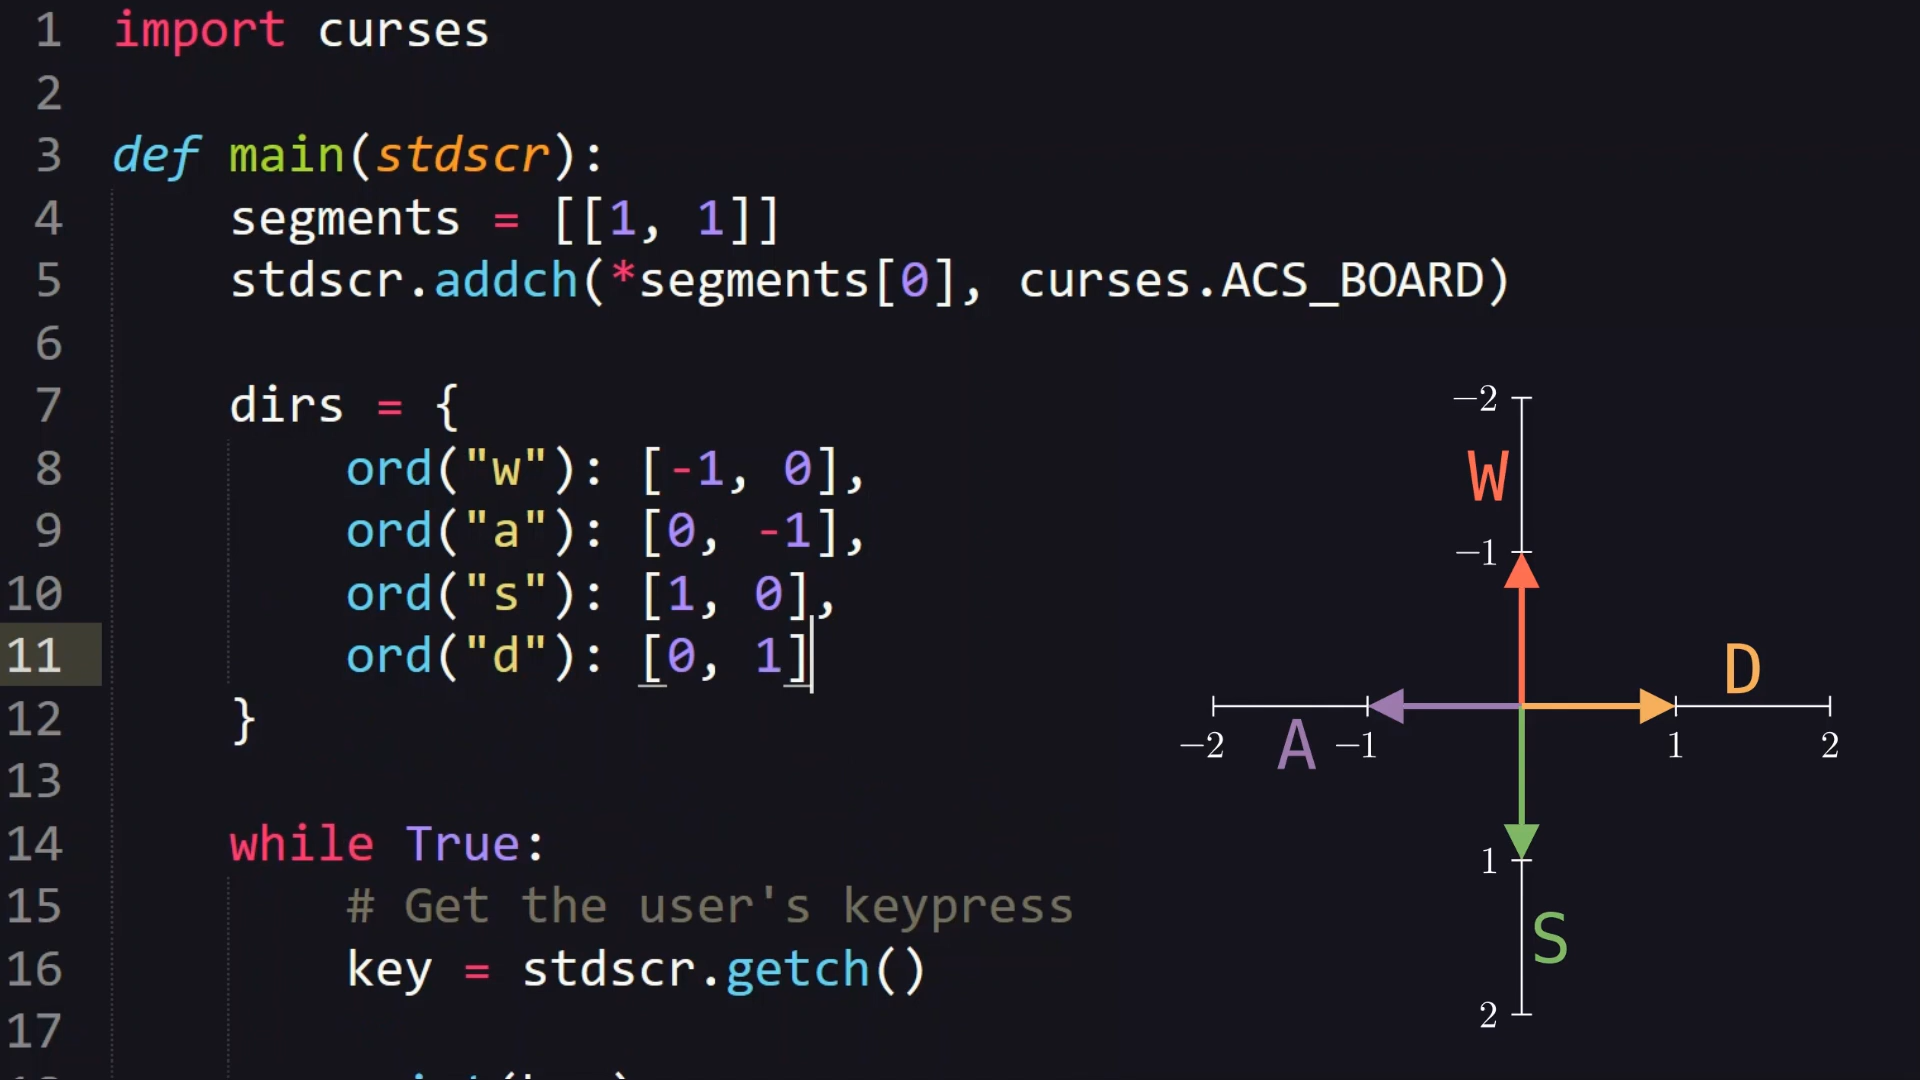 1 import curses
2
3 def main(stdscr):
4 segments = [[1, 1]]
5 stdscr.addch(*segments[0], curses.ACS_BOARD)
6
7 dirs = {
8 ord("w"): [-1, 0],
9 ord("a"): [0, -1],
10 ord("s"): [1, 0],
11 ord("d"): [0, 1]
12 }
13
14 while True:
15 # Get the user's keypress
16 key = stdscr.getch()
17
−2
W
−1
D
−2 A −1 1 2
1
S
2